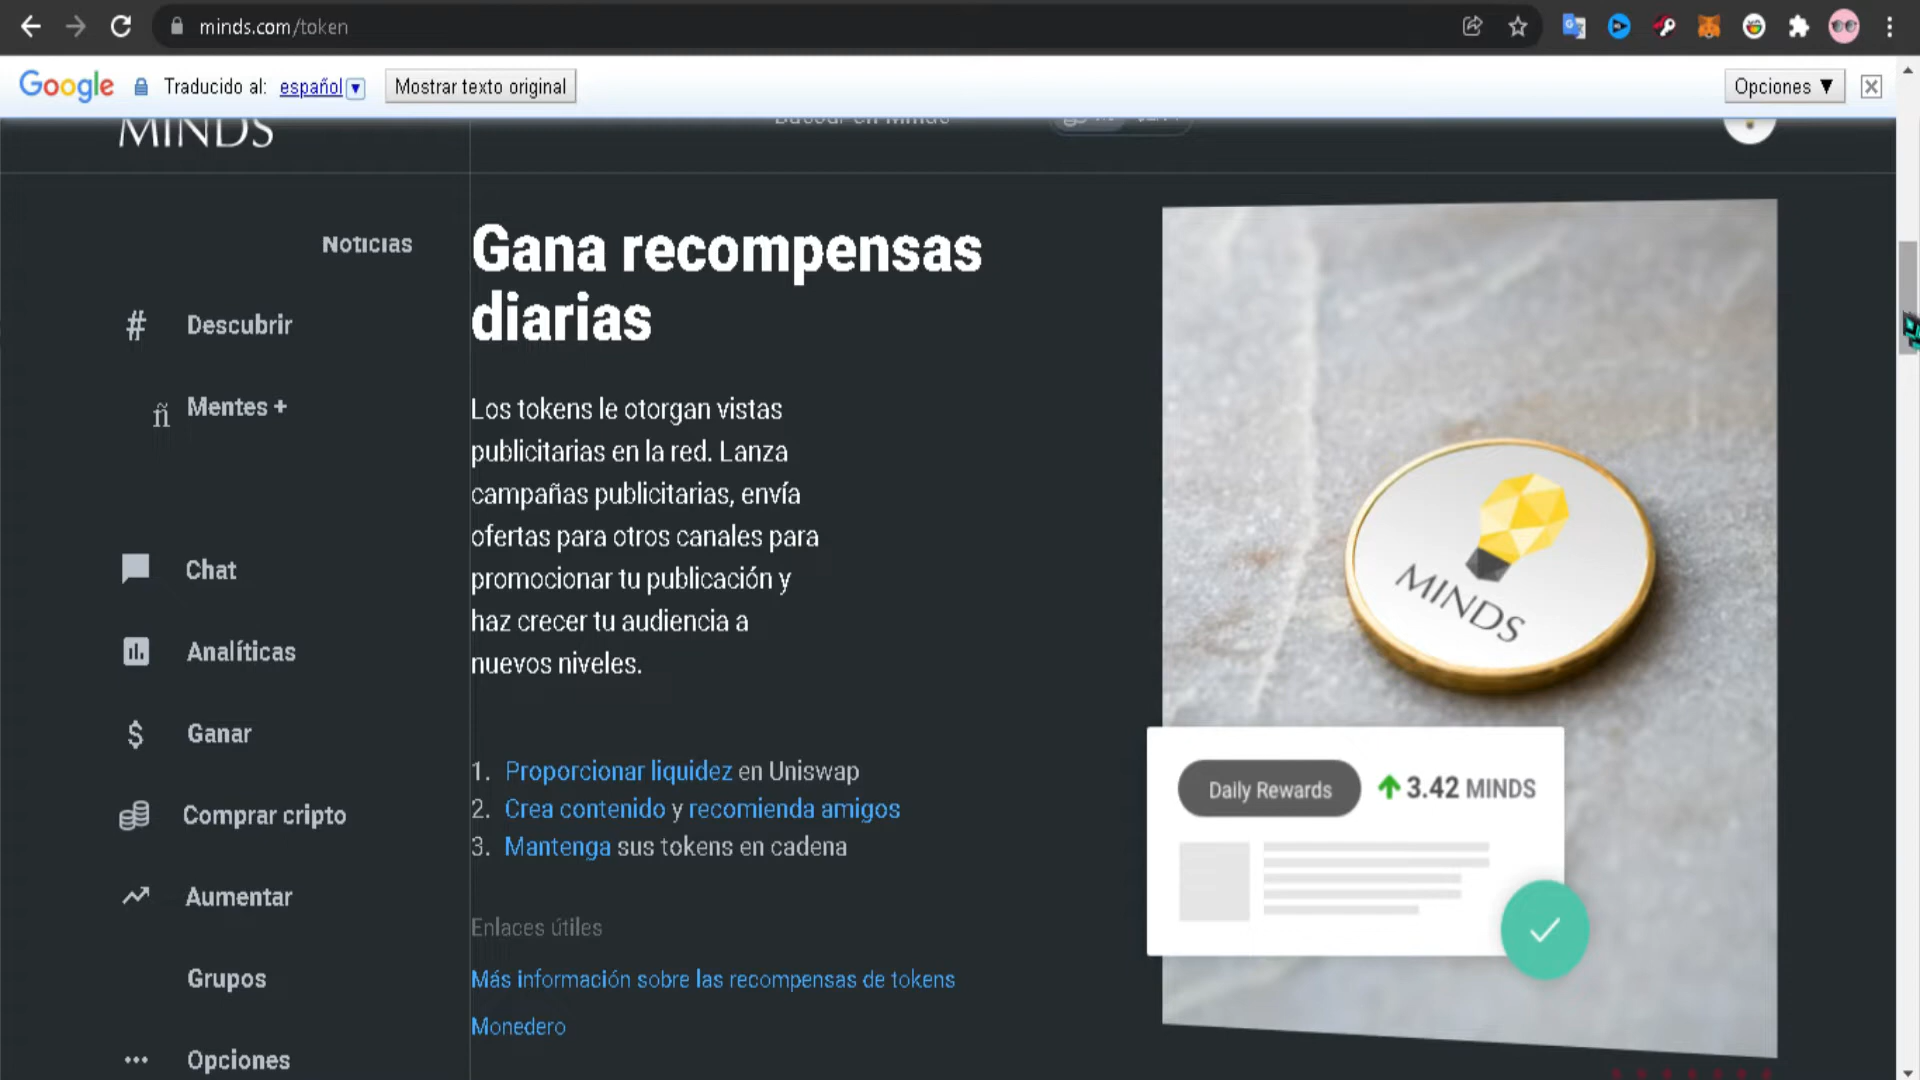 minds.com/token
Google Traducido al: español Mostrar texto original Opciones
MINDS
Buscar en Minds
Noticias
Descubrir
Mentes +
Chat
Analíticas
Ganar
Comprar cripto
Aumentar
Grupos
Opciones
Gana recompensas
diarias
Los tokens le otorgan vistas
publicitarias en la red. Lanza
campañas publicitarias, envía
ofertas para otros canales para
promocionar tu publicación y
haz crecer tu audiencia a
nuevos niveles.
1. Proporcionar liquidez en Uniswap
2. Crea contenido y recomienda amigos
3. Mantenga sus tokens en cadena
Enlaces útiles
Más información sobre las recompensas de tokens
Monedero
MINDS
Daily Rewards 3.42 MINDS